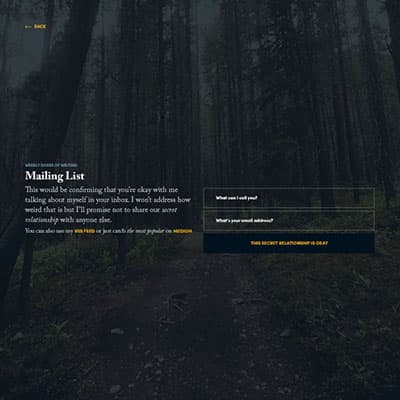 ← BACK
WEEKLY DOSES OF WRITING
Mailing List
This would be confirming that you're okay with me
talking about myself in your inbox. I won't address how
weird that is but I'll promise not to share our secret
relationship with anyone else.
You can also use my RSS FEED or just catch the most popular on MEDIUM
What can I call you?
What's your email address?
THIS SECRET RELATIONSHIP IS OKAY